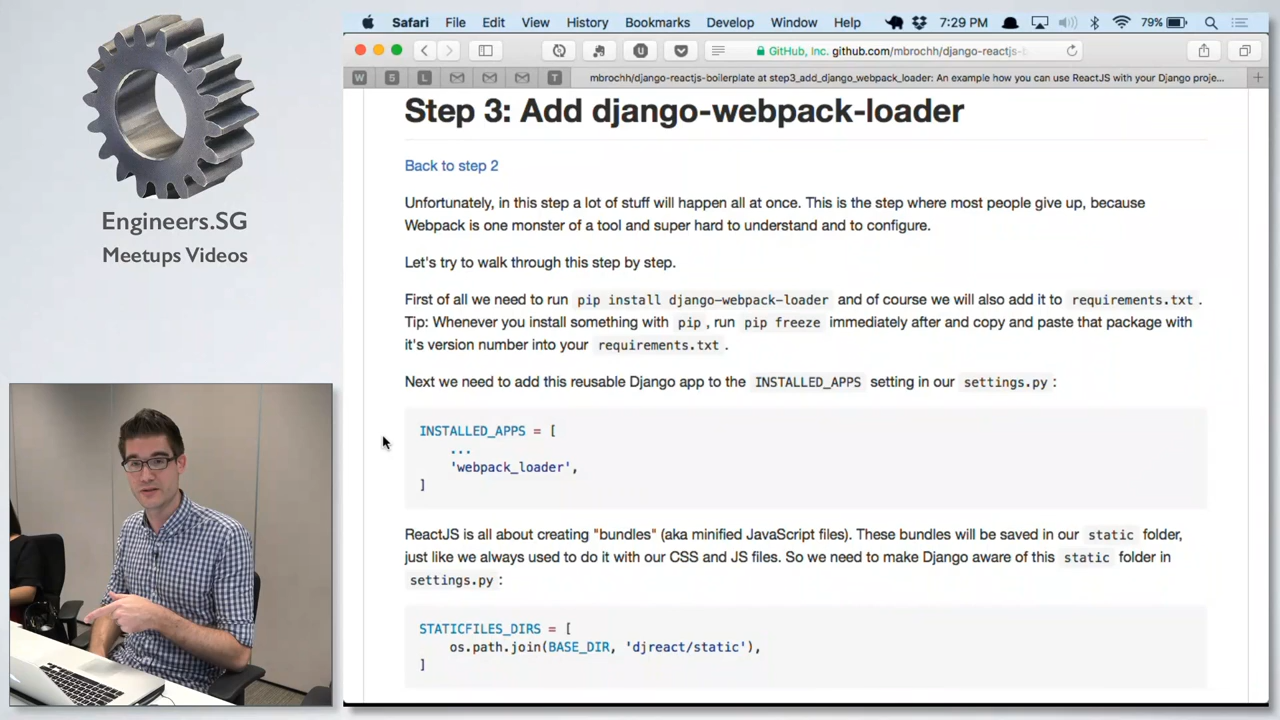 Engineers.SG
Meetups Videos
Safari File Edit View History Bookmarks Develop Window Help 7:29 PM 79%
GitHub, Inc. github.com/mbrochh/django-reactjs-b
W 5 L T mbrochh/django-reactjs-boilerplate at step3_add_django_webpack_loader: An example how you can use ReactJS with your Django proje...
Step 3: Add django-webpack-loader
Back to step 2
Unfortunately, in this step a lot of stuff will happen all at once. This is the step where most people give up, because
Webpack is one monster of a tool and super hard to understand and to configure.
Let's try to walk through this step by step.
First of all we need to run pip install django-webpack-loader and of course we will also add it to requirements.txt .
Tip: Whenever you install something with pip , run pip freeze immediately after and copy and paste that package with
it's version number into your requirements.txt .
Next we need to add this reusable Django app to the INSTALLED_APPS setting in our settings.py :
INSTALLED_APPS = [
...
'webpack_loader',
]
ReactJS is all about creating "bundles" (aka minified JavaScript files). These bundles will be saved in our static folder,
just like we always used to do it with our CSS and JS files. So we need to make Django aware of this static folder in
settings.py :
STATICFILES_DIRS = [
os.path.join(BASE_DIR, 'djreact/static'),
]